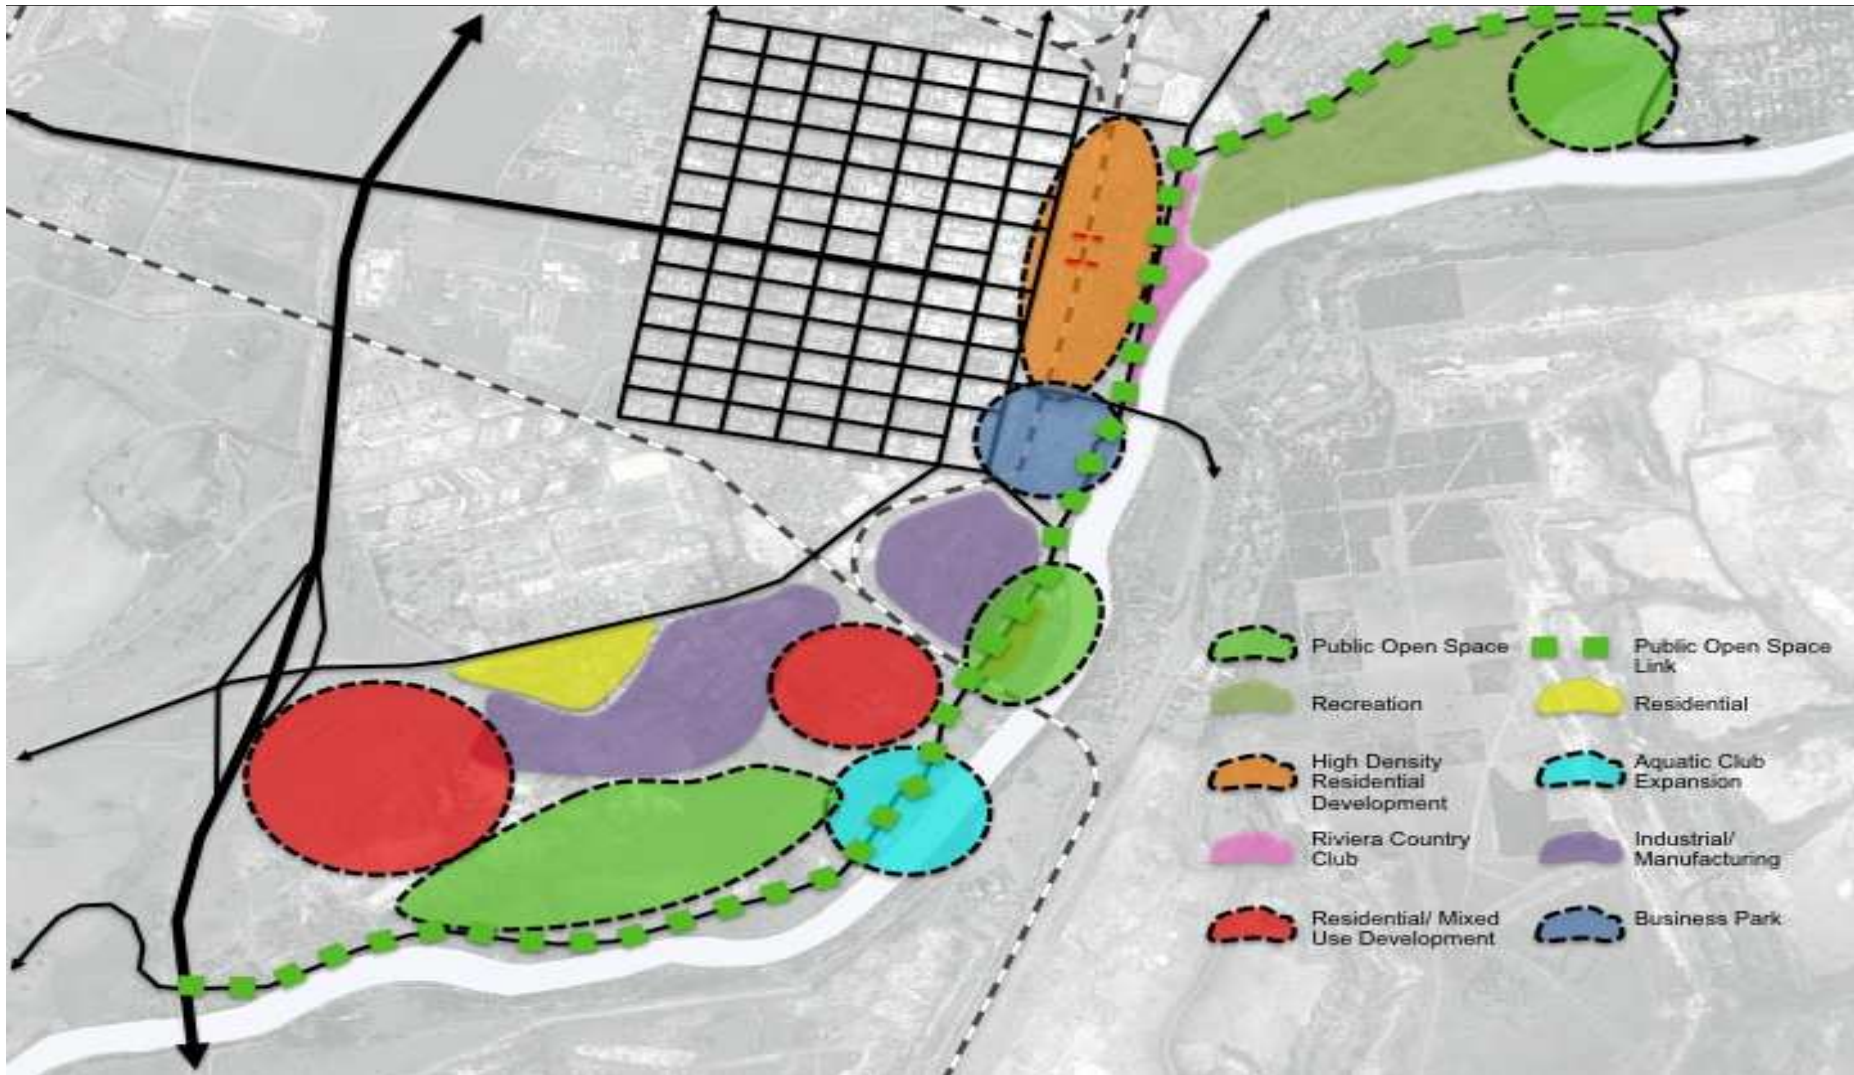 Public Open Space
Public Open Space
Link
Recreation
Residential
High Density
Residential
Development
Aquatic Club
Expansion
Riviera Country
Club
Industrial/
Manufacturing
Residential/ Mixed
Use Development
Business Park